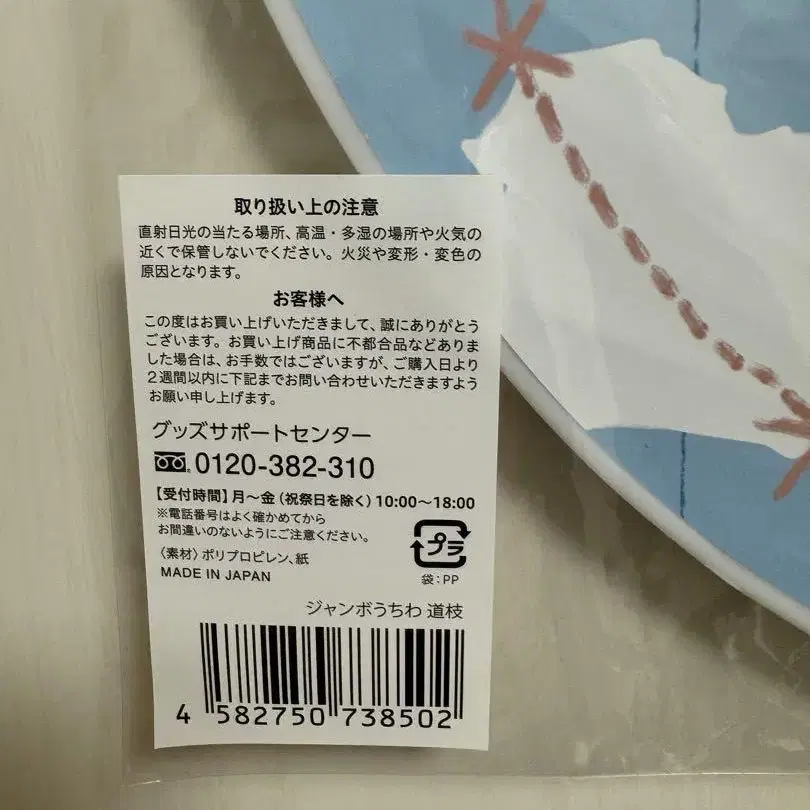 取り扱い上の注意
直射日光の当たる場所、高温・多湿の場所や火気の
近くで保管しないでください。火災や変形・変色の
原因となります。
お客様へ
この度はお買い上げいただきまして、誠にありがとう
ございます。お買い上げ商品に不都合品などありま
した場合は、お手数ではございますが、ご購入日より
2週間以内に下記までお問い合わせいただきますよう
お願い申し上げます。
グッズサポートセンター
0120-382-310
【受付時間】月〜金（祝祭日を除く）10:00〜18:00
※電話番号はよく確かめてから
お間違いのないようにご注意ください。
〈素材〉ポリプロピレン、紙
MADE IN JAPAN
プラ
袋：PP
ジャンボうちわ 道枝
4 582750 738502